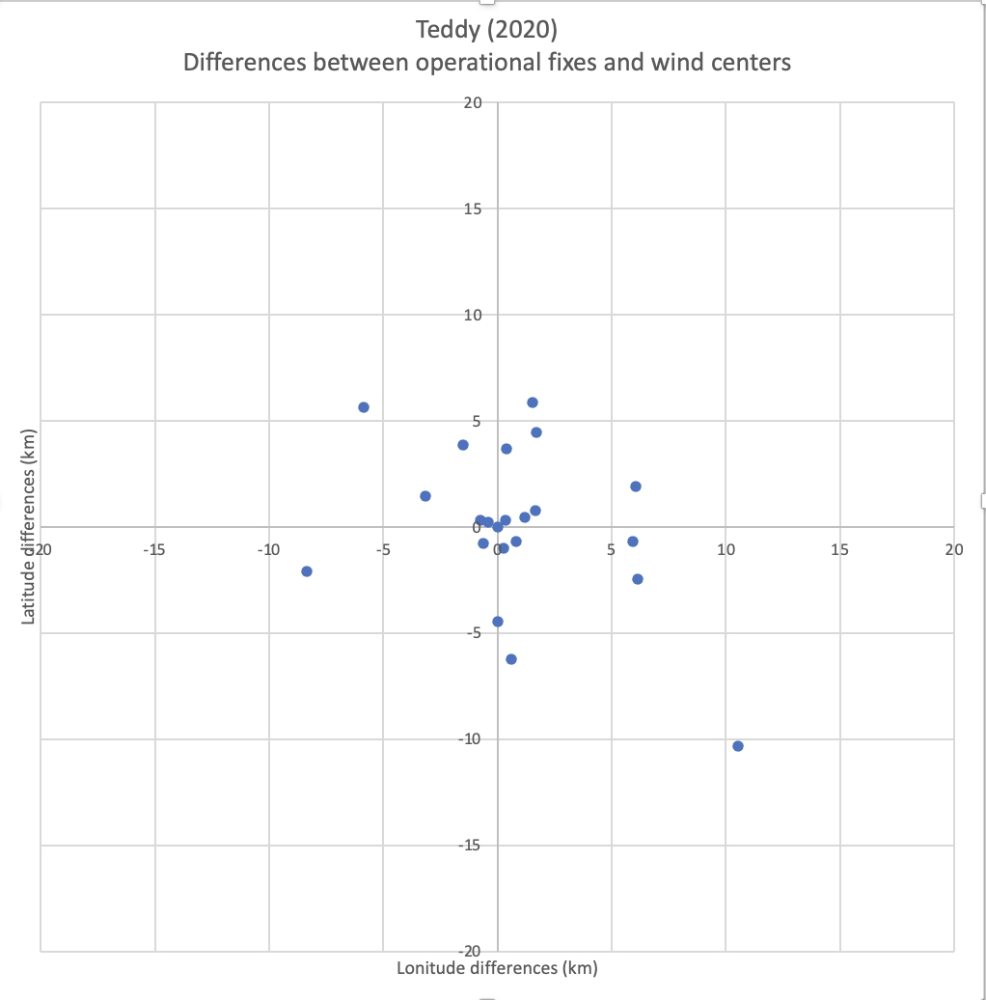 Teddy (2020)
Differences between operational fixes and wind centers
20
15
10
5
0
-20 -15 -10 -5 0 5 10 15 20
-5
-10
-15
-20
Latitude differences (km)
Lonitude differences (km)